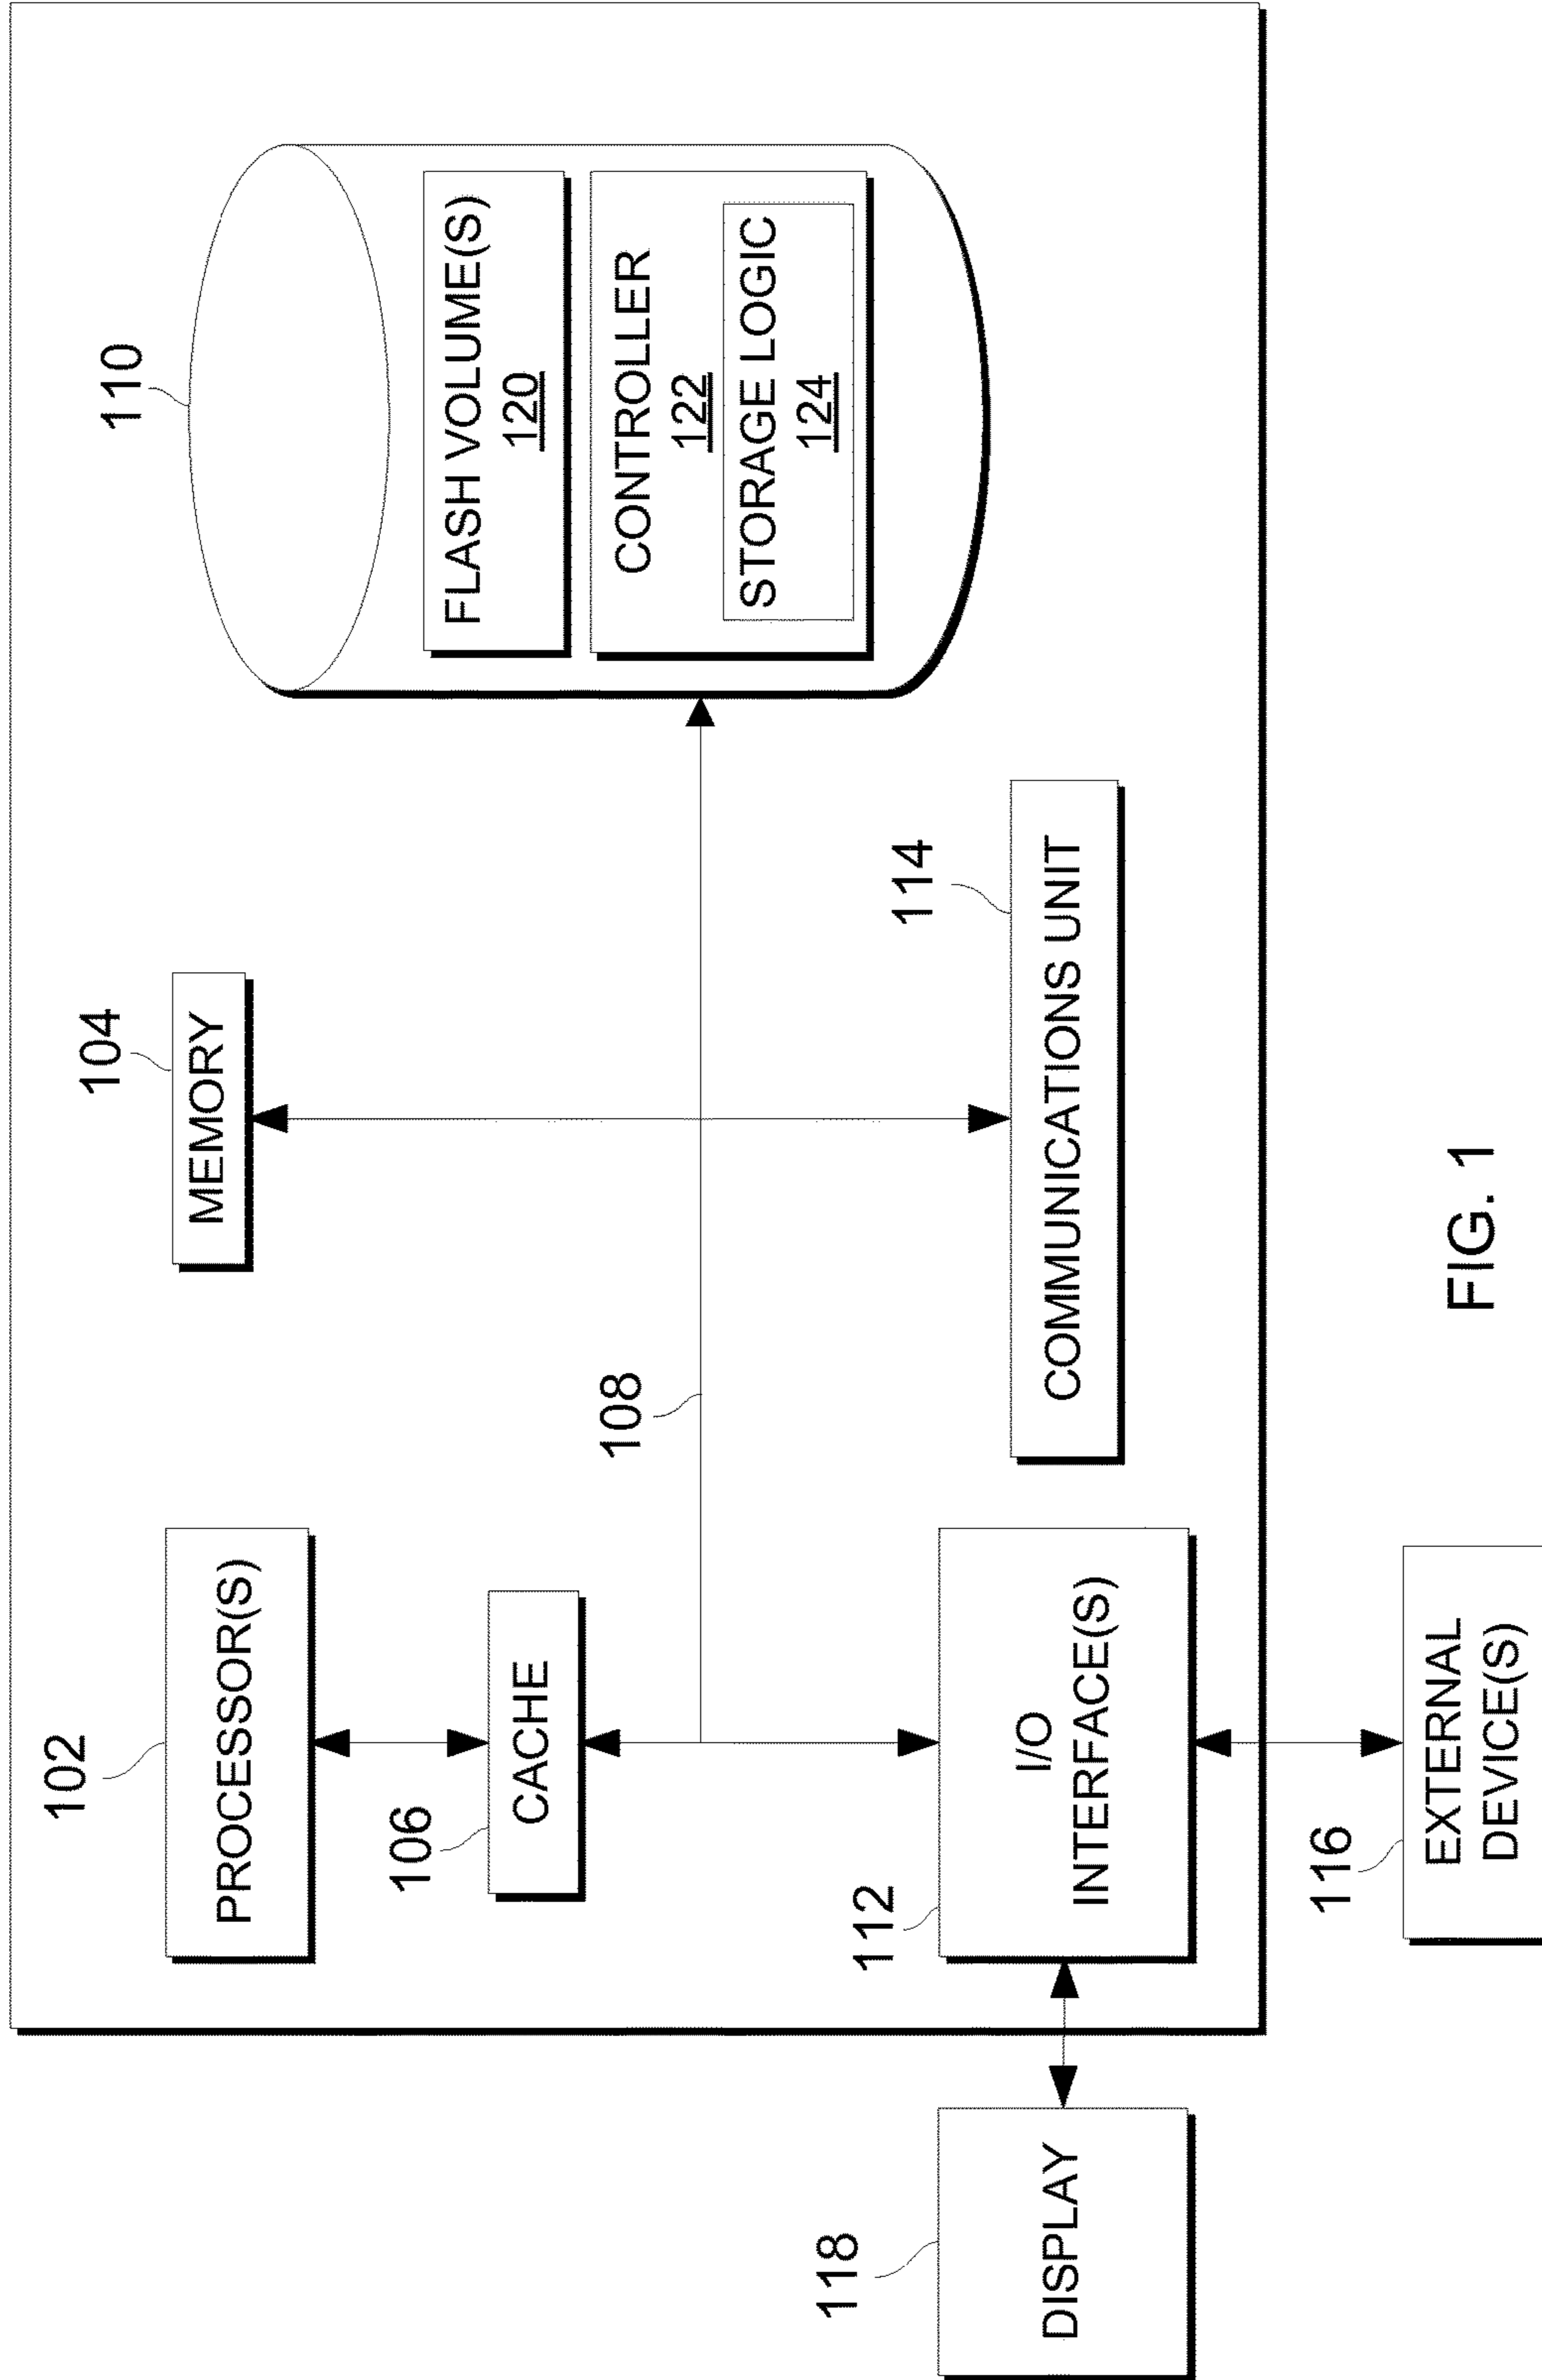 102
PROCESSOR(S)
104
MEMORY
110
106
CACHE
108
FLASH VOLUME(S)
120
CONTROLLER
122
STORAGE LOGIC
124
118
DISPLAY
112
I/O
INTERFACE(S)
114
COMMUNICATIONS UNIT
116
EXTERNAL
DEVICE(S)
FIG. 1